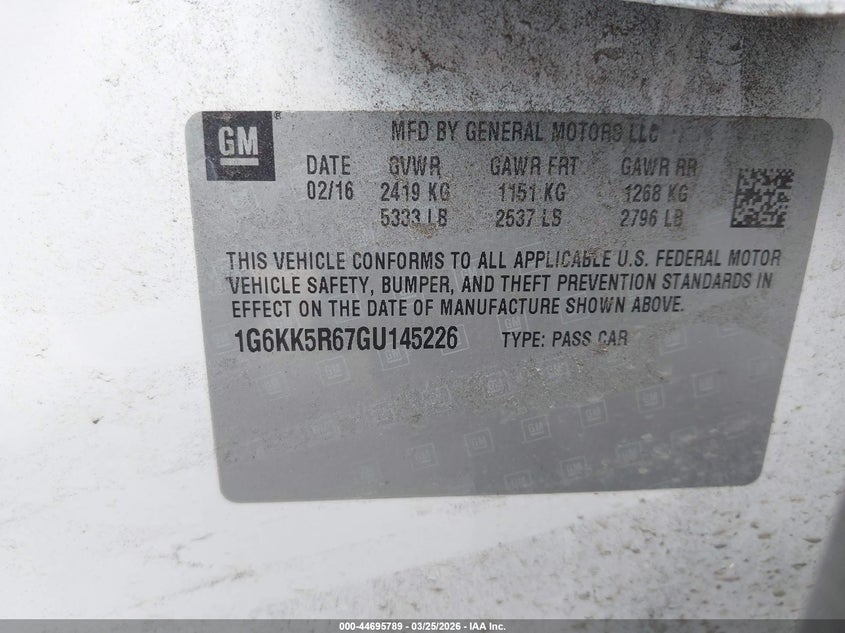 GM
MFD BY GENERAL MOTORS LLC
DATE GVWR GAWR FRT GAWR RR
02/16 2419 KG 1151 KG 1268 KG
5333 LB 2537 LB 2796 LB
THIS VEHICLE CONFORMS TO ALL APPLICABLE U.S. FEDERAL MOTOR
VEHICLE SAFETY, BUMPER, AND THEFT PREVENTION STANDARDS IN
EFFECT ON THE DATE OF MANUFACTURE SHOWN ABOVE.
1G6KK5R67GU145226 TYPE: PASS CAR
000-44695789 — 03/25/2026 — IAA Inc.